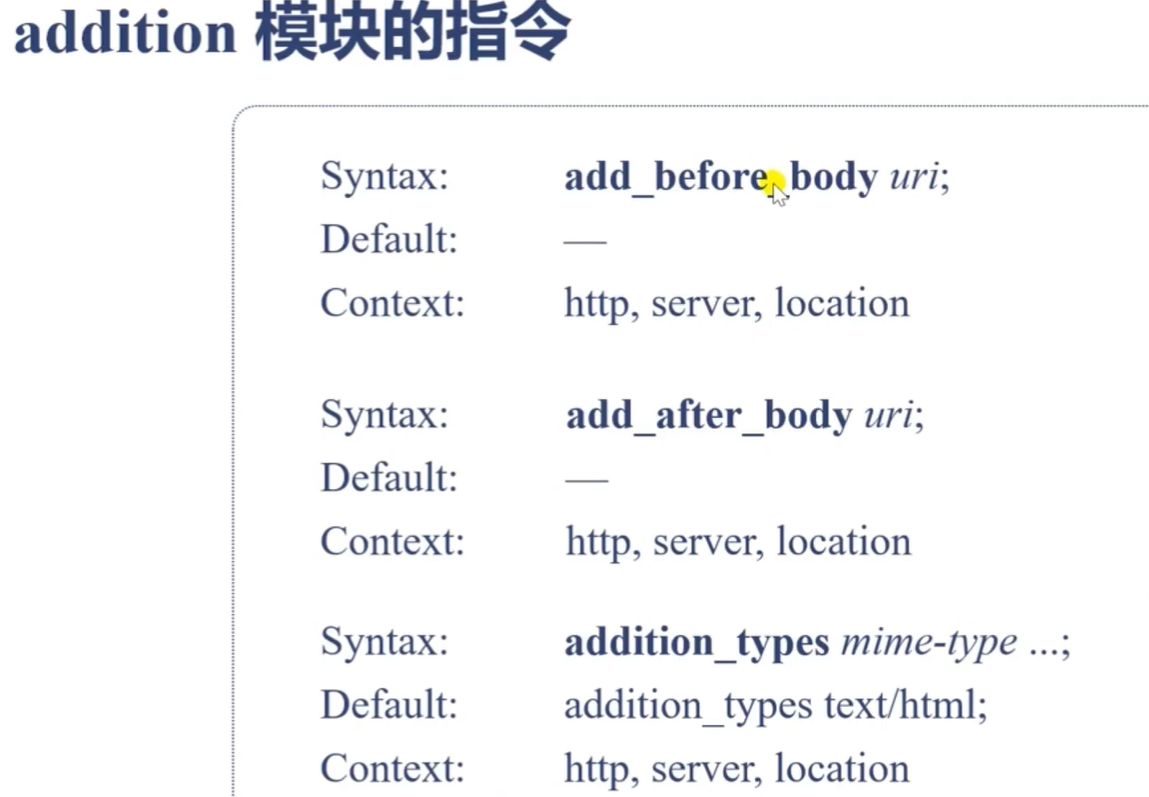 addition 模块的指令
Syntax: add_before_body uri;
Default: —
Context: http, server, location
Syntax: add_after_body uri;
Default: —
Context: http, server, location
Syntax: addition_types mime-type ...;
Default: addition_types text/html;
Context: http, server, location